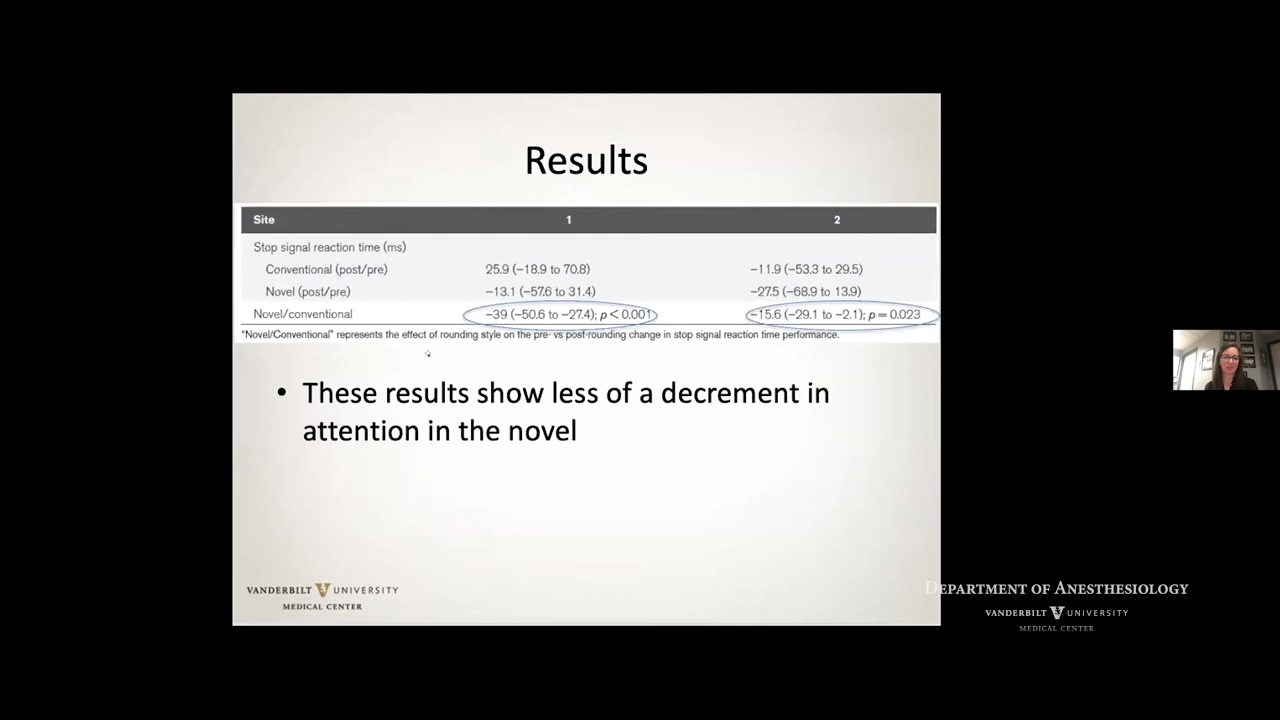 Results
Site 1 2
Stop signal reaction time (ms)
Conventional (post/pre) 25.9 (−18.9 to 70.8) −11.9 (−53.3 to 29.5)
Novel (post/pre) −13.1 (−57.6 to 31.4) −27.5 (−68.9 to 13.9)
Novel/conventional −39 (−50.6 to −27.4); p < 0.001 −15.6 (−29.1 to −2.1); p = 0.023
"Novel/Conventional" represents the effect of rounding style on the pre- vs post-rounding change in stop signal reaction time performance.
• These results show less of a decrement in
attention in the novel
VANDERBILT UNIVERSITY
MEDICAL CENTER
DEPARTMENT OF ANESTHESIOLOGY
VANDERBILT UNIVERSITY
MEDICAL CENTER